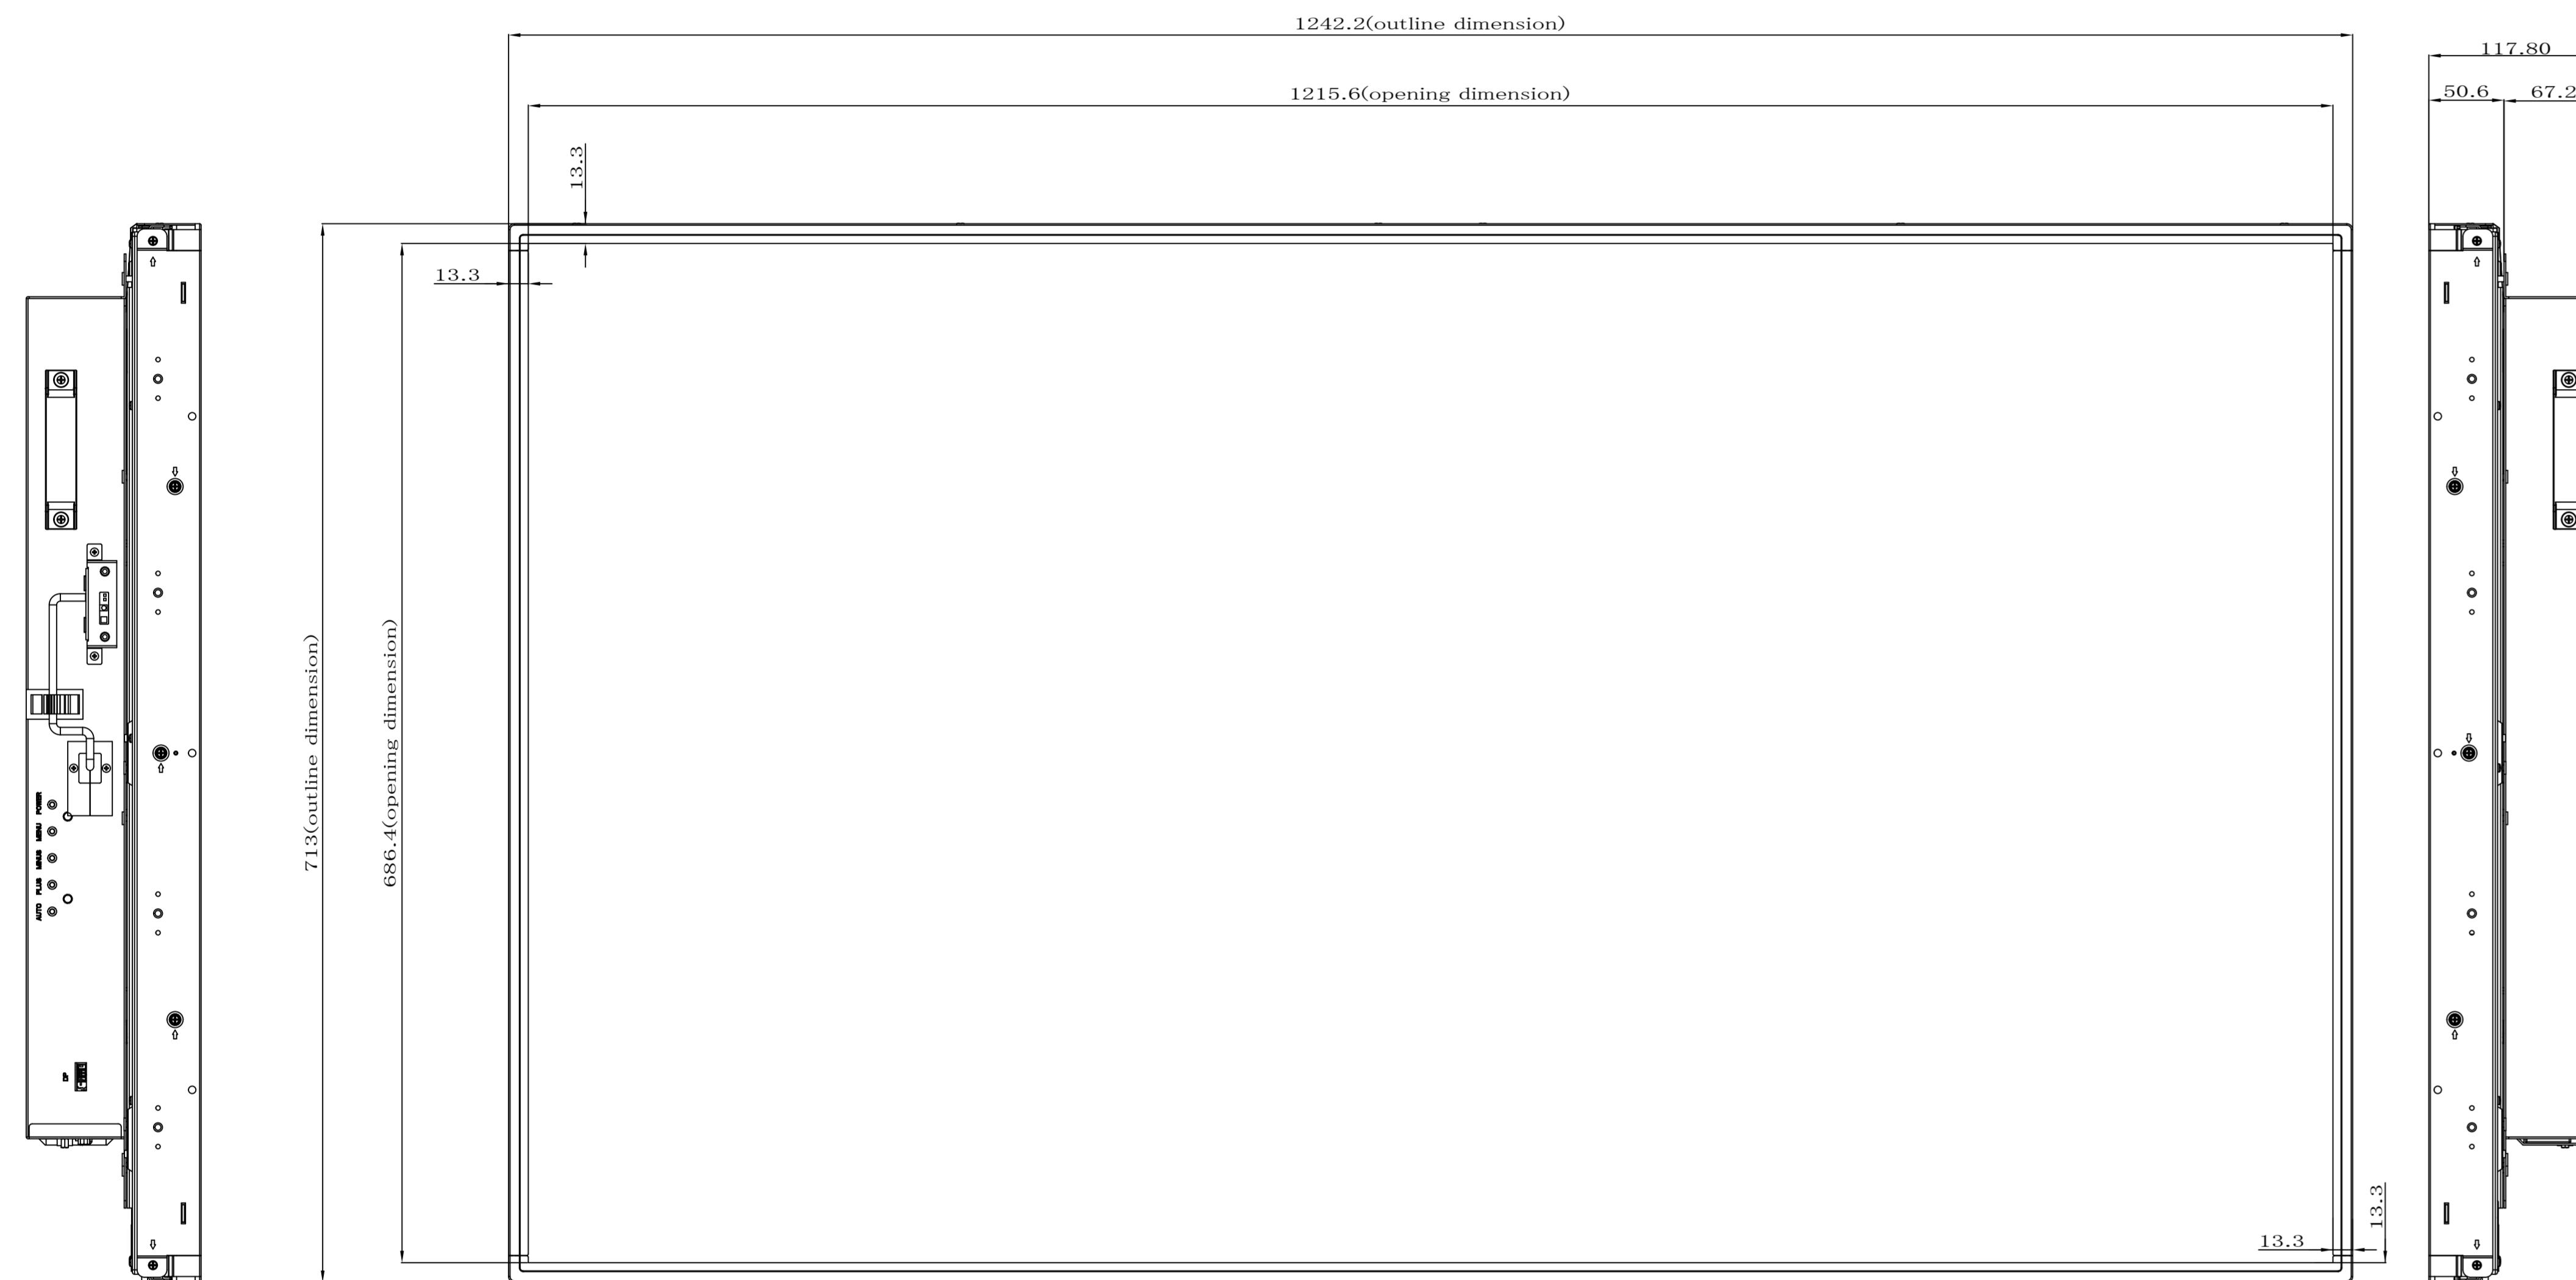 1242.2(outline dimension)
117.80
1215.6(opening dimension)
50.6
67.2
13.3
13.3
713(outline dimension)
686.4(opening dimension)
POWER
MENU
MINUS
PLUS
AUTO
DP
13.3
13.3